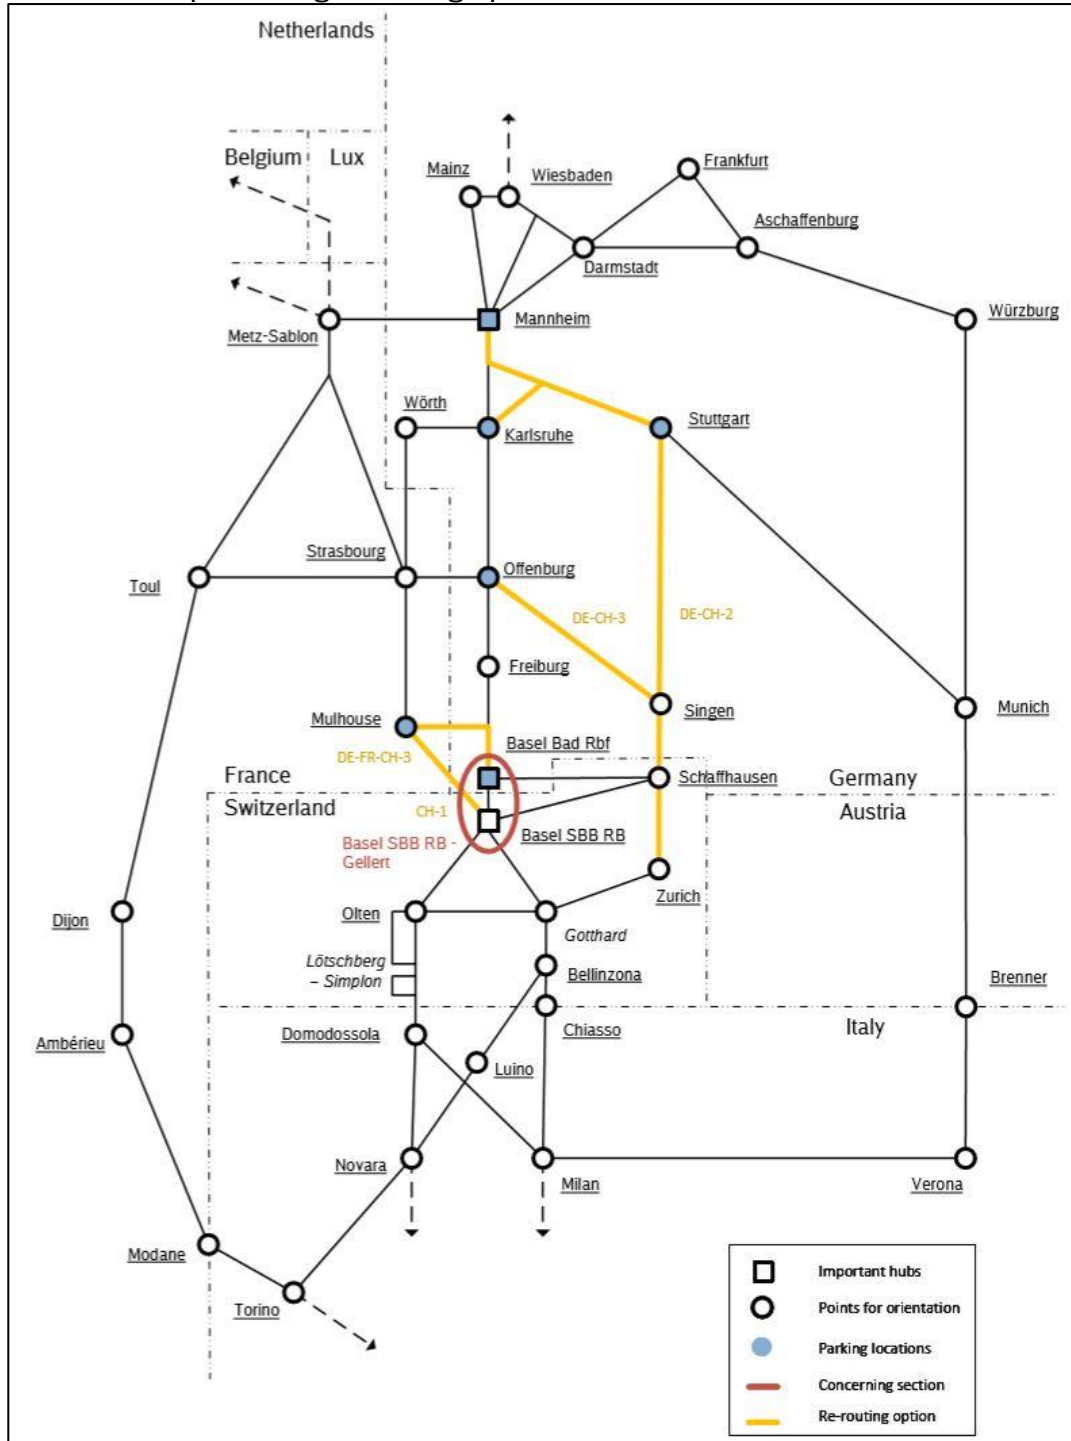 Netherlands
Belgium
Lux
Mainz
Wiesbaden
Frankfurt
Aschaffenburg
Darmstadt
Metz-Sablon
Mannheim
Würzburg
Wörth
Karlsruhe
Stuttgart
Strasbourg
Offenburg
Toul
DE-CH-3
DE-CH-2
Freiburg
Singen
Munich
Mulhouse
Basel Bad Rbf
DE-FR-CH-3
France
Schaffhausen
Germany
Switzerland
CH-1
Austria
Basel SBB RB -
Gellert
Basel SBB RB
Zurich
Olten
Dijon
Gotthard
Lötschberg
– Simplon
Bellinzona
Brenner
Ambérieu
Domodossola
Chiasso
Italy
Luino
Novara
Milan
Verona
Modane
Torino
Important hubs
Points for orientation
Parking locations
Concerning section
Re-routing option